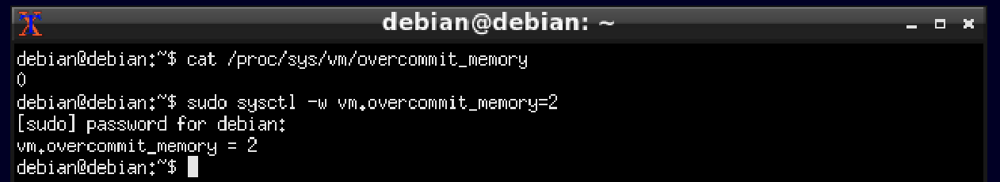 debian@debian: ~
debian@debian:~$ cat /proc/sys/vm/overcommit_memory
0
debian@debian:~$ sudo sysctl -w vm.overcommit_memory=2
[sudo] password for debian:
vm.overcommit_memory = 2
debian@debian:~$